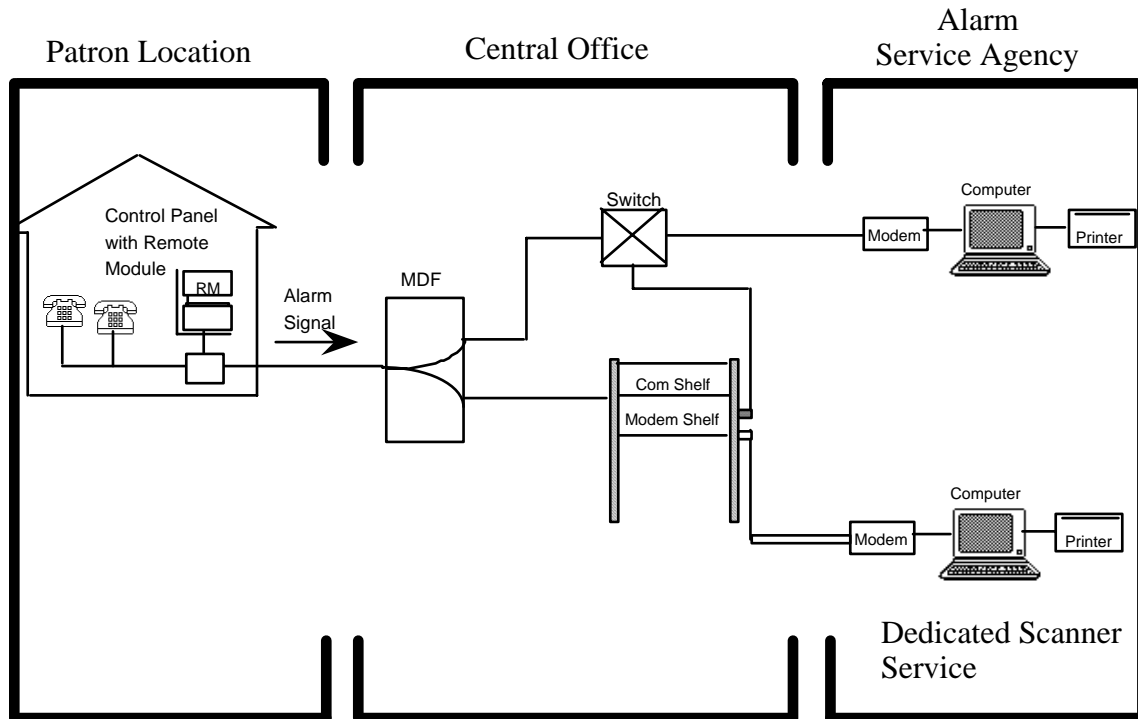 Patron Location
Central Office
Alarm
Service Agency
Control Panel
with Remote
Module
RM
Alarm
Signal
MDF
Switch
Com Shelf
Modem Shelf
Computer
Modem
Printer
Computer
Modem
Printer
Dedicated Scanner
Service